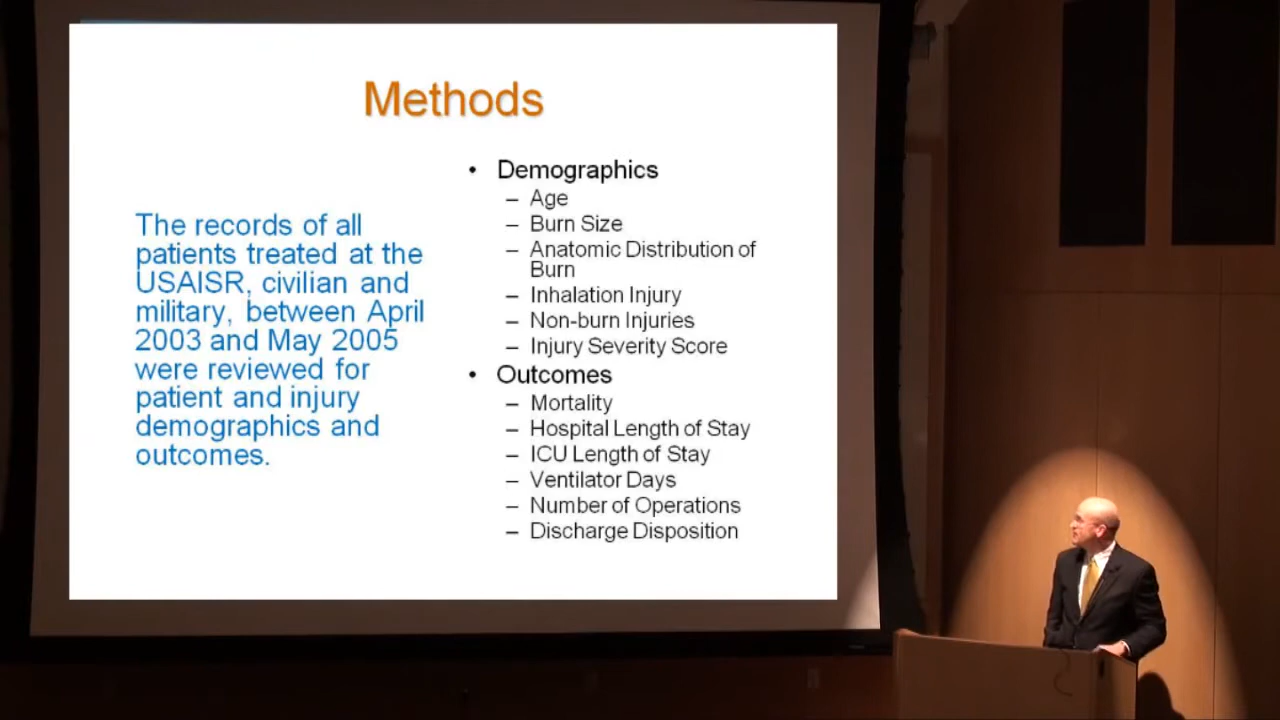 Methods
The records of all
patients treated at the
USAISR, civilian and
military, between April
2003 and May 2005
were reviewed for
patient and injury
demographics and
outcomes.
• Demographics
– Age
– Burn Size
– Anatomic Distribution of
Burn
– Inhalation Injury
– Non-burn Injuries
– Injury Severity Score
• Outcomes
– Mortality
– Hospital Length of Stay
– ICU Length of Stay
– Ventilator Days
– Number of Operations
– Discharge Disposition